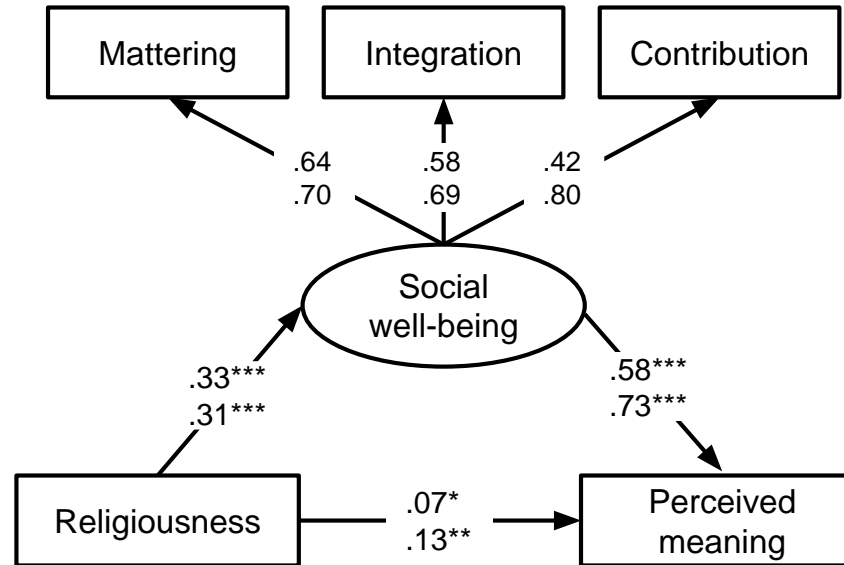 Mattering
Integration
Contribution
.64
.70
.58
.69
.42
.80
Social
well-being
.33***
.31***
.58***
.73***
Religiousness
.07*
.13**
Perceived
meaning